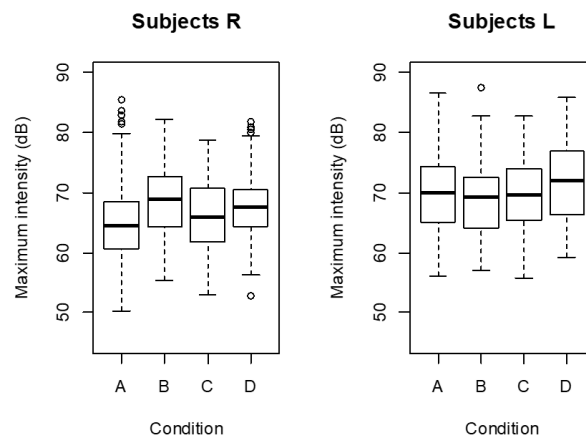 Subjects R
Maximum intensity (dB)
90
80
70
60
50
A B C D
Condition
Subjects L
Maximum intensity (dB)
90
80
70
60
50
A B C D
Condition